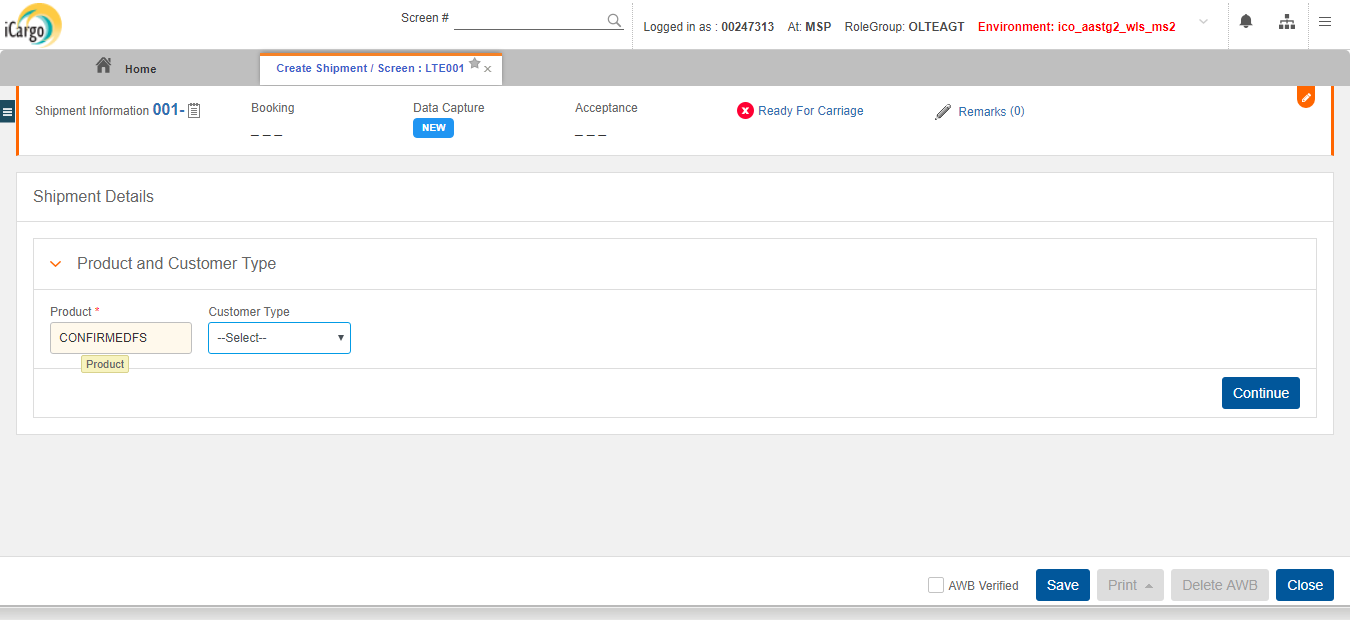 iCargo
Screen #
Logged in as : 00247313 At: MSP RoleGroup: OLTEAGT Environment: ico_aastg2_wls_ms2
Home
Create Shipment / Screen : LTE001
Shipment Information 001-
Booking
_ _ _
Data Capture
NEW
Acceptance
_ _ _
Ready For Carriage
Remarks (0)
Shipment Details
Product and Customer Type
Product *
Customer Type
CONFIRMEDFS
--Select--
Product
Continue
AWB Verified
Save
Print
Delete AWB
Close